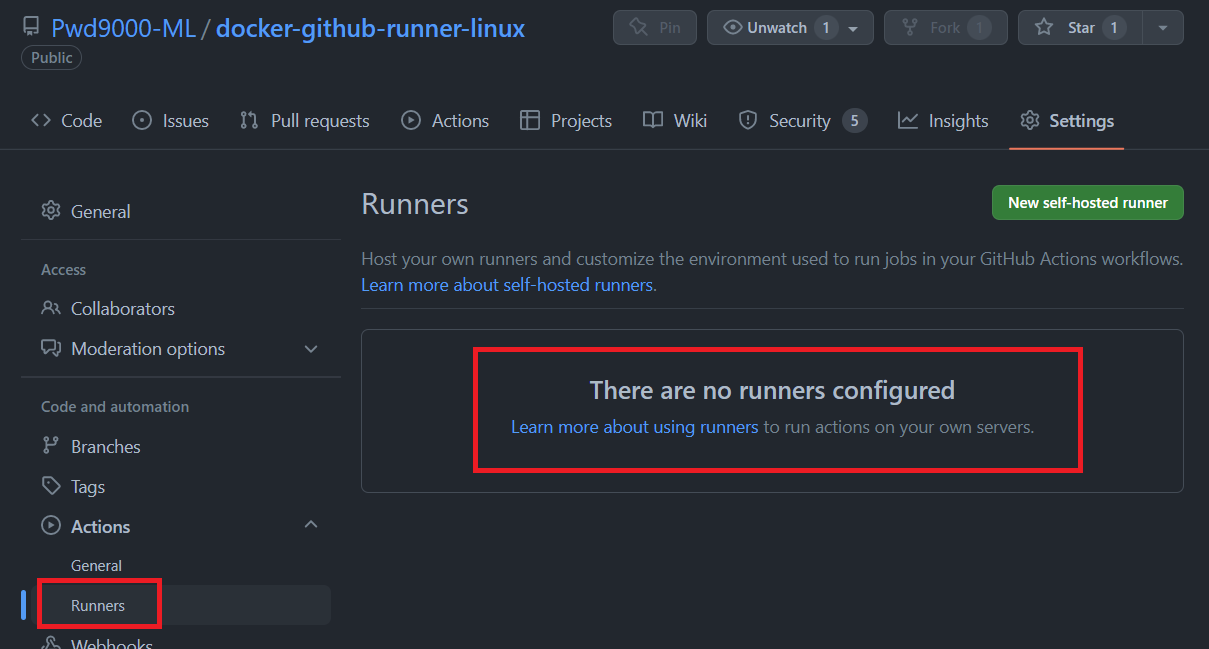 Pwd9000-ML / docker-github-runner-linux
Pin
Unwatch 1
Fork 1
Star 1
Public
Code
Issues
Pull requests
Actions
Projects
Wiki
Security 5
Insights
Settings
General
Access
Collaborators
Moderation options
Code and automation
Branches
Tags
Actions
General
Runners
Webhooks
Runners
New self-hosted runner
Host your own runners and customize the environment used to run jobs in your GitHub Actions workflows.
Learn more about self-hosted runners.
There are no runners configured
Learn more about using runners to run actions on your own servers.